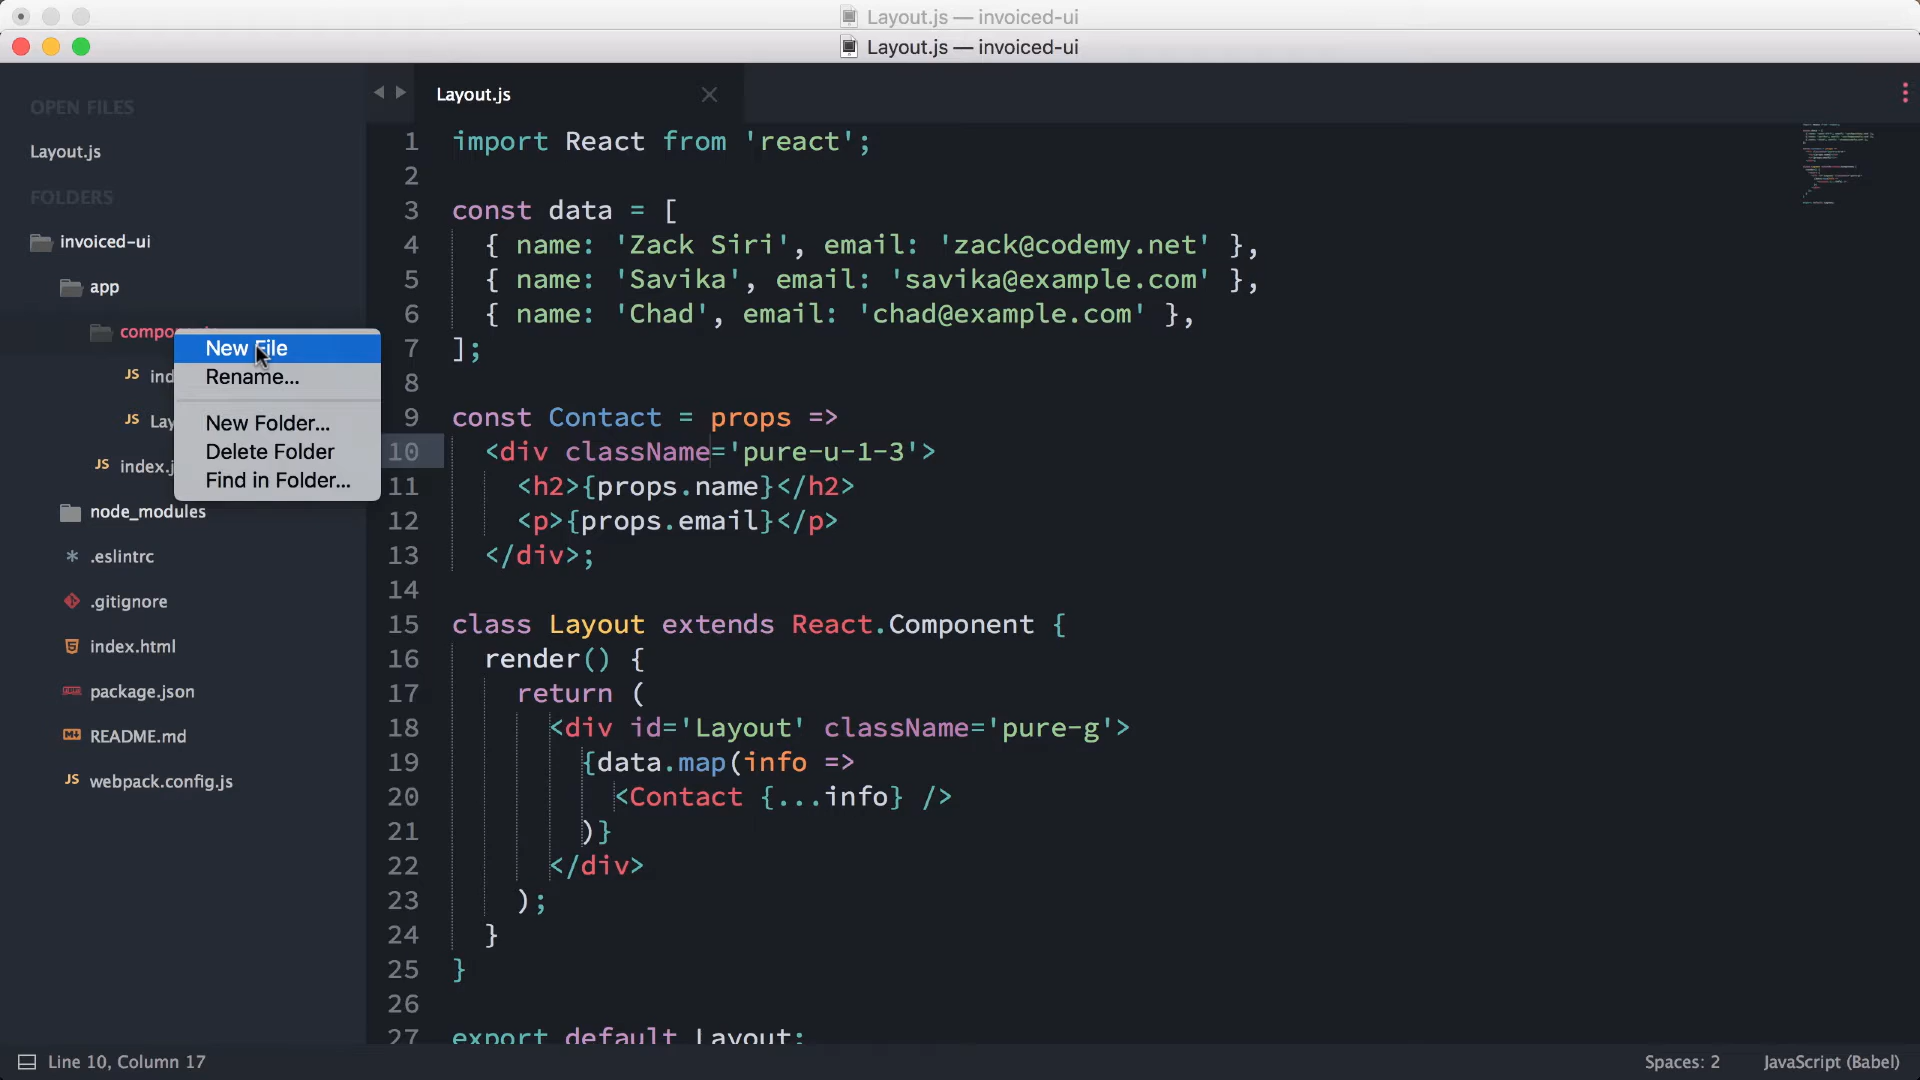 Layout.js — invoiced-ui
Layout.js — invoiced-ui
OPEN FILES
Layout.js
FOLDERS
invoiced-ui
app
compo
JS ind
JS Lay
JS index.j
node_modules
.eslintrc
.gitignore
index.html
package.json
README.md
JS webpack.config.js
New File
Rename...
New Folder...
Delete Folder
Find in Folder...
Layout.js
1 import React from 'react';
2
3 const data = [
4 { name: 'Zack Siri', email: 'zack@codemy.net' },
5 { name: 'Savika', email: 'savika@example.com' },
6 { name: 'Chad', email: 'chad@example.com' },
7 ];
8
9 const Contact = props =>
10 <div className='pure-u-1-3'>
11 <h2>{props.name}</h2>
12 <p>{props.email}</p>
13 </div>;
14
15 class Layout extends React.Component {
16 render() {
17 return (
18 <div id='Layout' className='pure-g'>
19 {data.map(info =>
20 <Contact {...info} />
21 )}
22 </div>
23 );
24 }
25 }
26
27 export default Layout;
Line 10, Column 17
Spaces: 2
JavaScript (Babel)